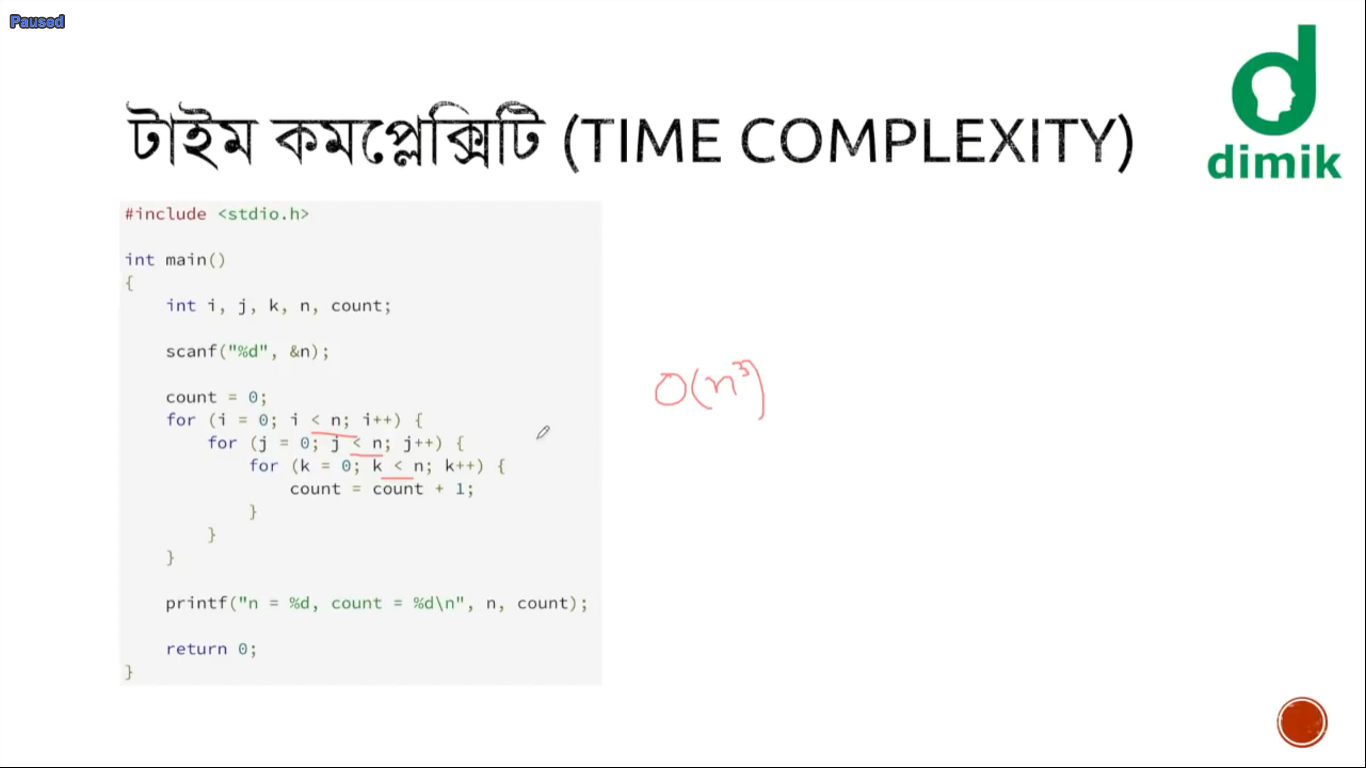 Paused
টাইম কমপ্লেক্সিটি (TIME COMPLEXITY)
dimik
#include <stdio.h>
int main()
{
    int i, j, k, n, count;
    scanf("%d", &n);
    count = 0;
    for (i = 0; i < n; i++) {
        for (j = 0; j < n; j++) {
            for (k = 0; k < n; k++) {
                count = count + 1;
            }
        }
    }
    printf("n = %d, count = %d\n", n, count);
    return 0;
}
O(n³)